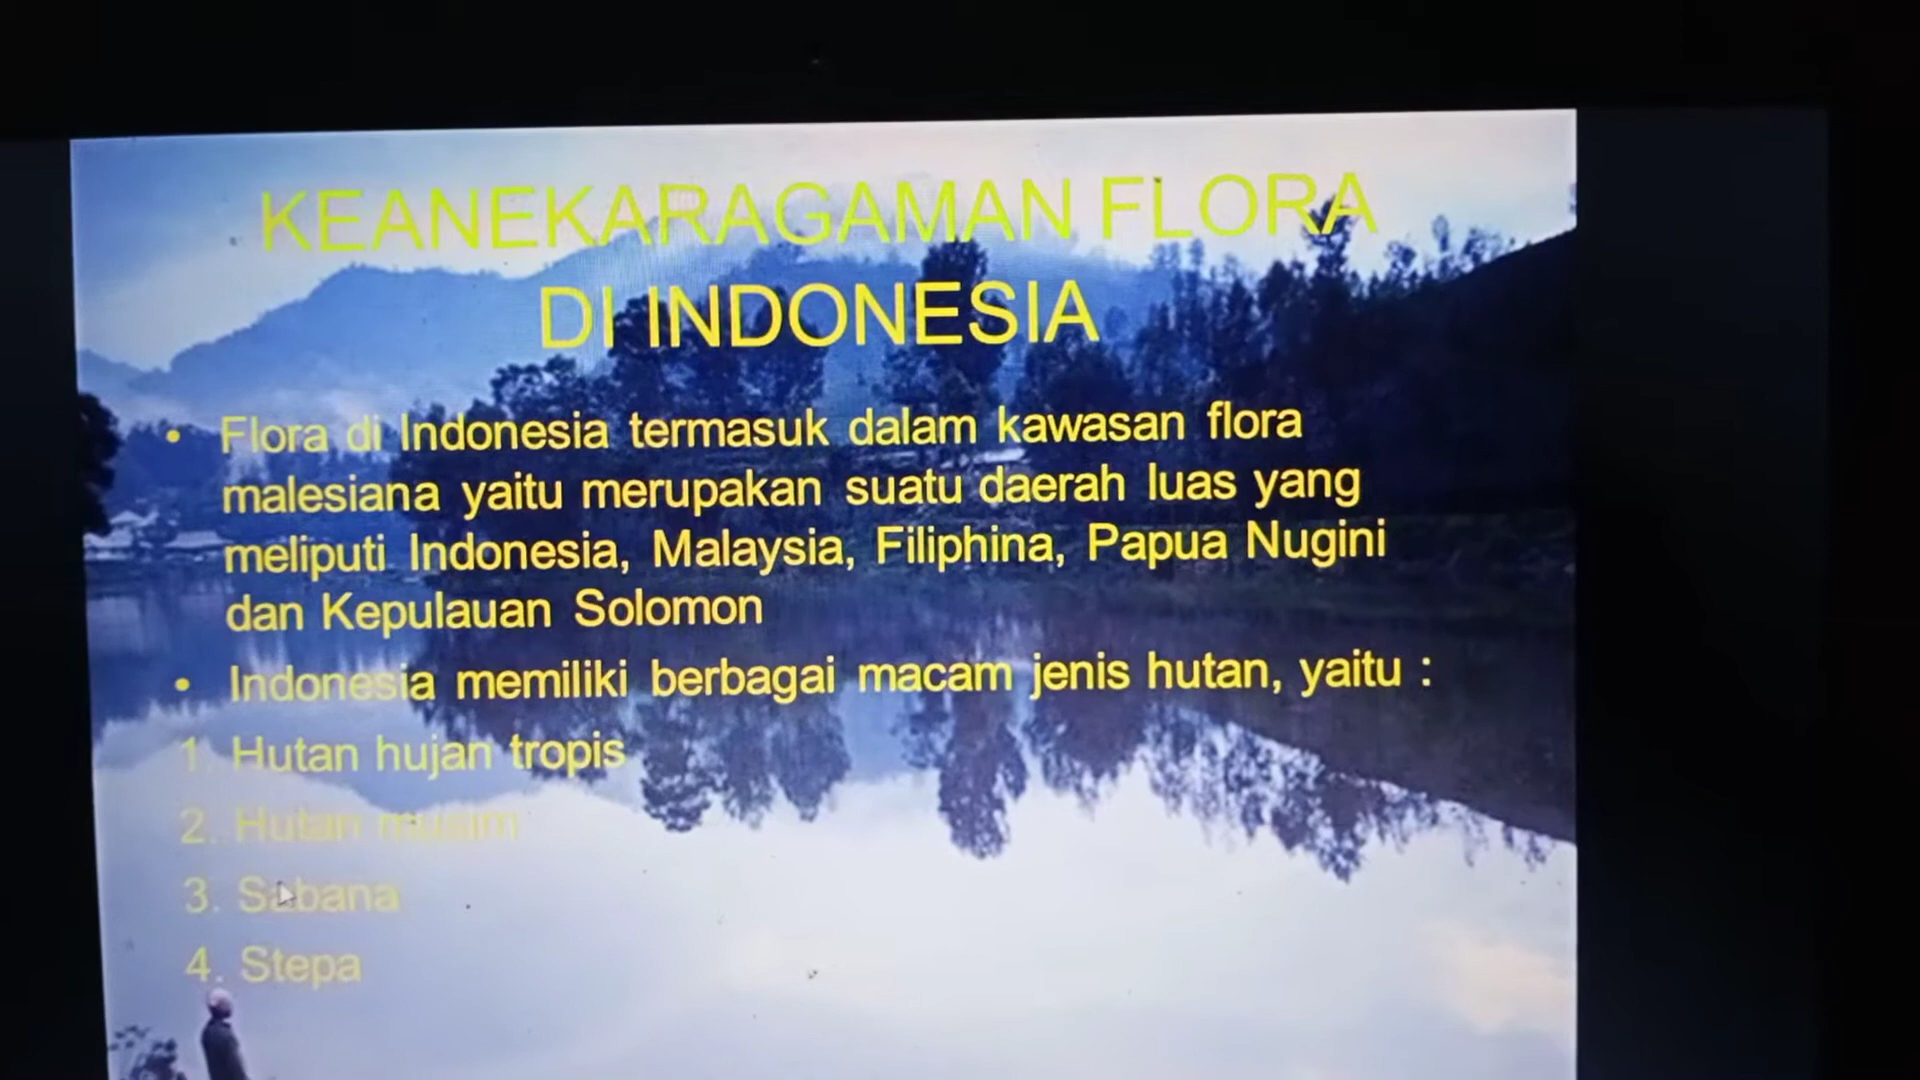 KEANEKARAGAMAN FLORA
DI INDONESIA
• Flora di Indonesia termasuk dalam kawasan flora
malesiana yaitu merupakan suatu daerah luas yang
meliputi Indonesia, Malaysia, Filiphina, Papua Nugini
dan Kepulauan Solomon
• Indonesia memiliki berbagai macam jenis hutan, yaitu :
1. Hutan hujan tropis
2. Hutan musim
3. Sabana
4. Stepa